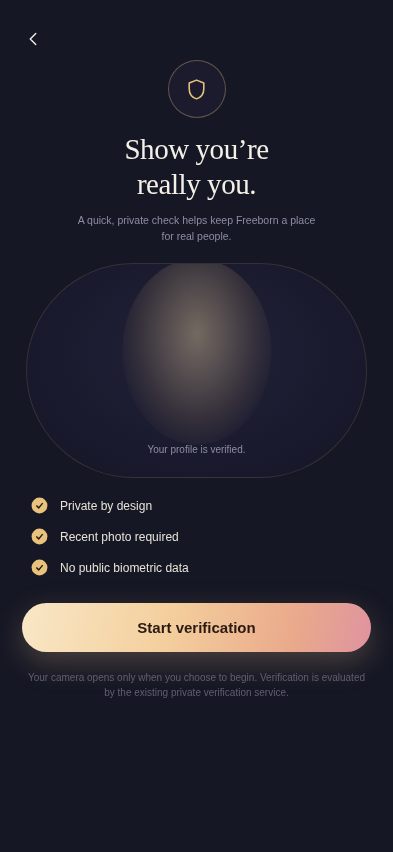 Show you’re
really you.
A quick, private check helps keep Freeborn a place
for real people.
Your profile is verified.
Private by design
Recent photo required
No public biometric data
Start verification
Your camera opens only when you choose to begin. Verification is evaluated
by the existing private verification service.